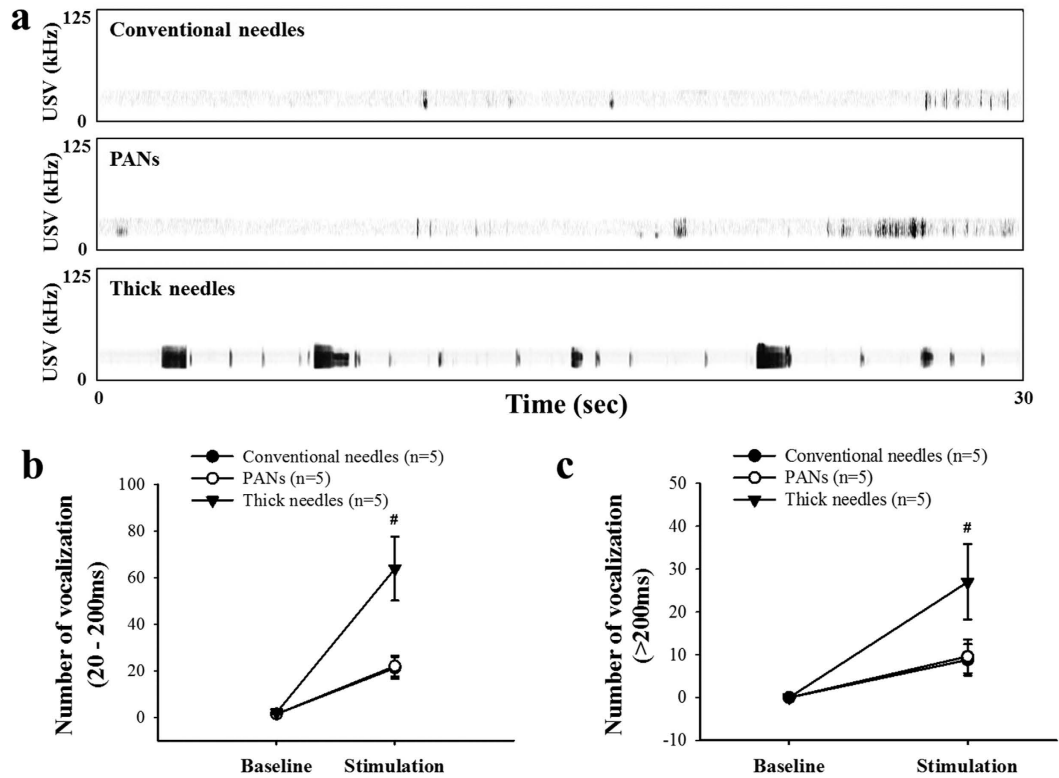 a
125
Conventional needles
USV (kHz)
0
125
PANs
USV (kHz)
0
125
Thick needles
USV (kHz)
0
0
Time (sec)
30
b
Conventional needles (n=5)
PANs (n=5)
Thick needles (n=5)
Number of vocalization
(20 - 200ms)
100
80
60
40
20
0
#
Baseline
Stimulation
c
Conventional needles (n=5)
PANs (n=5)
Thick needles (n=5)
Number of vocalization
(>200ms)
50
40
30
20
10
0
-10
#
Baseline
Stimulation